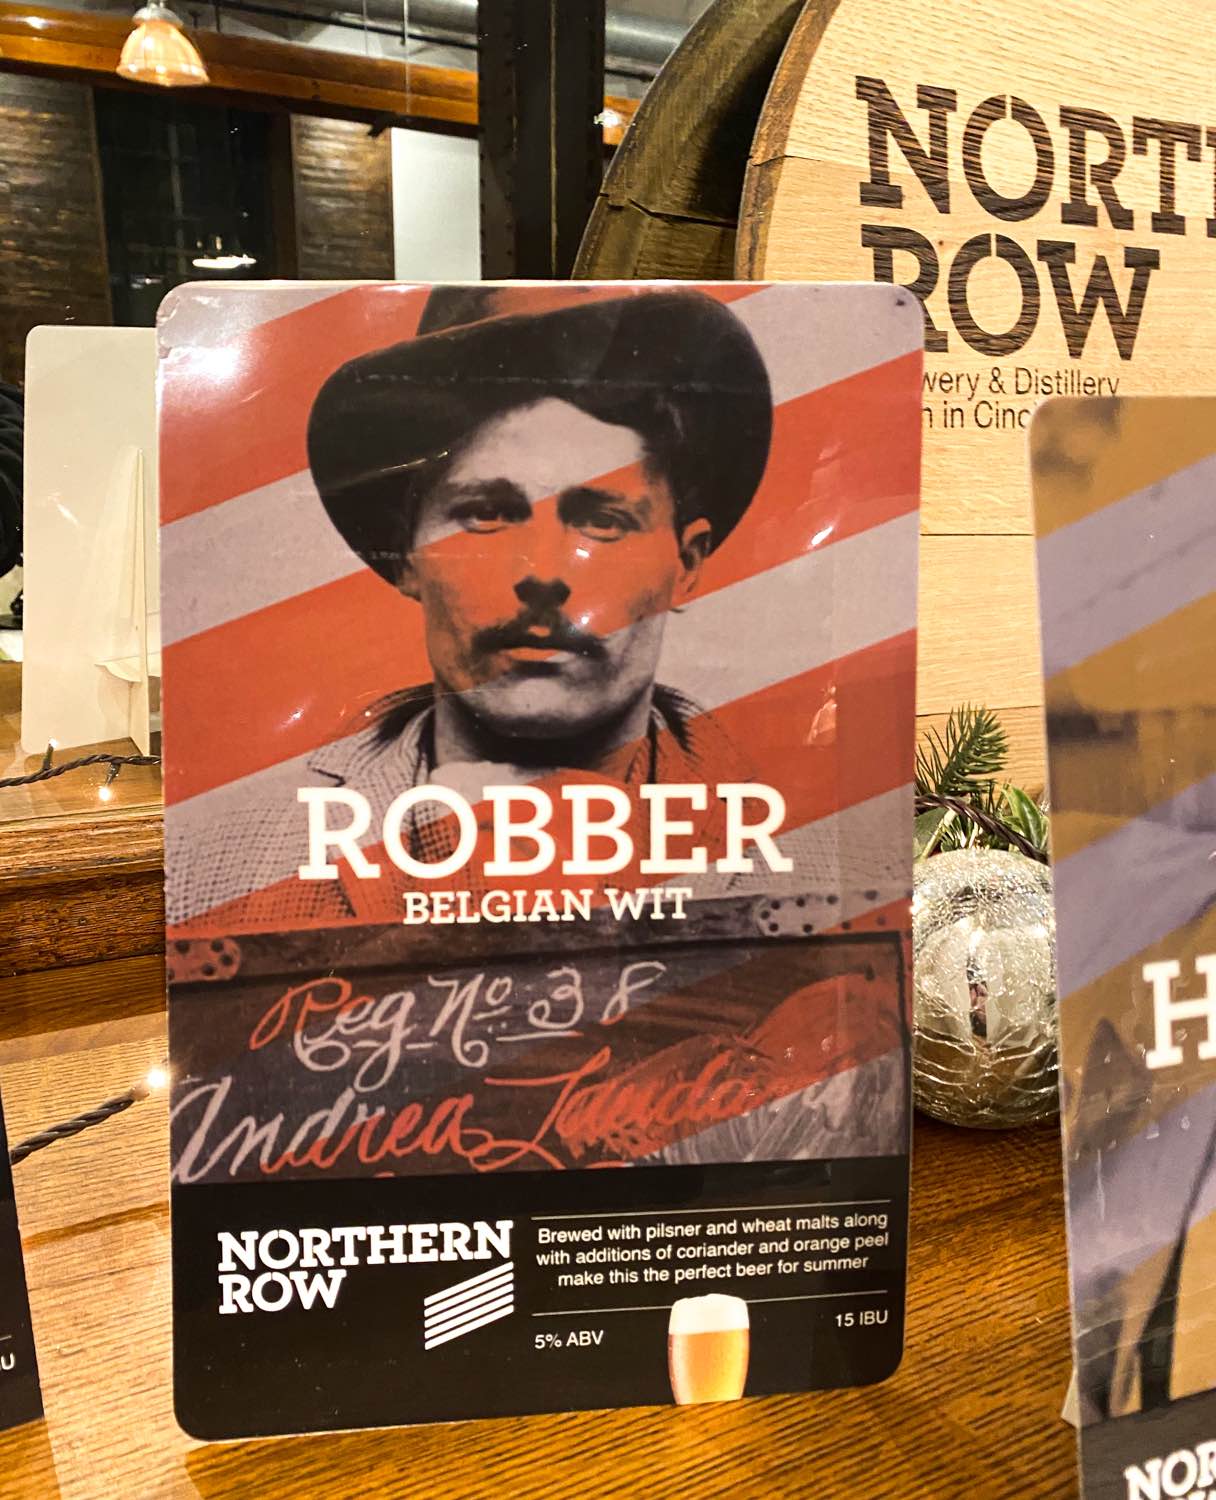 NORTH
ROW
wery & Distillery
n in Cinc
ROBBER
BELGIAN WIT
Reg No 38
Andrea
NORTHERN
ROW
Brewed with pilsner and wheat malts along
with additions of coriander and orange peel
make this the perfect beer for summer
5% ABV
15 IBU
H
NOR
U